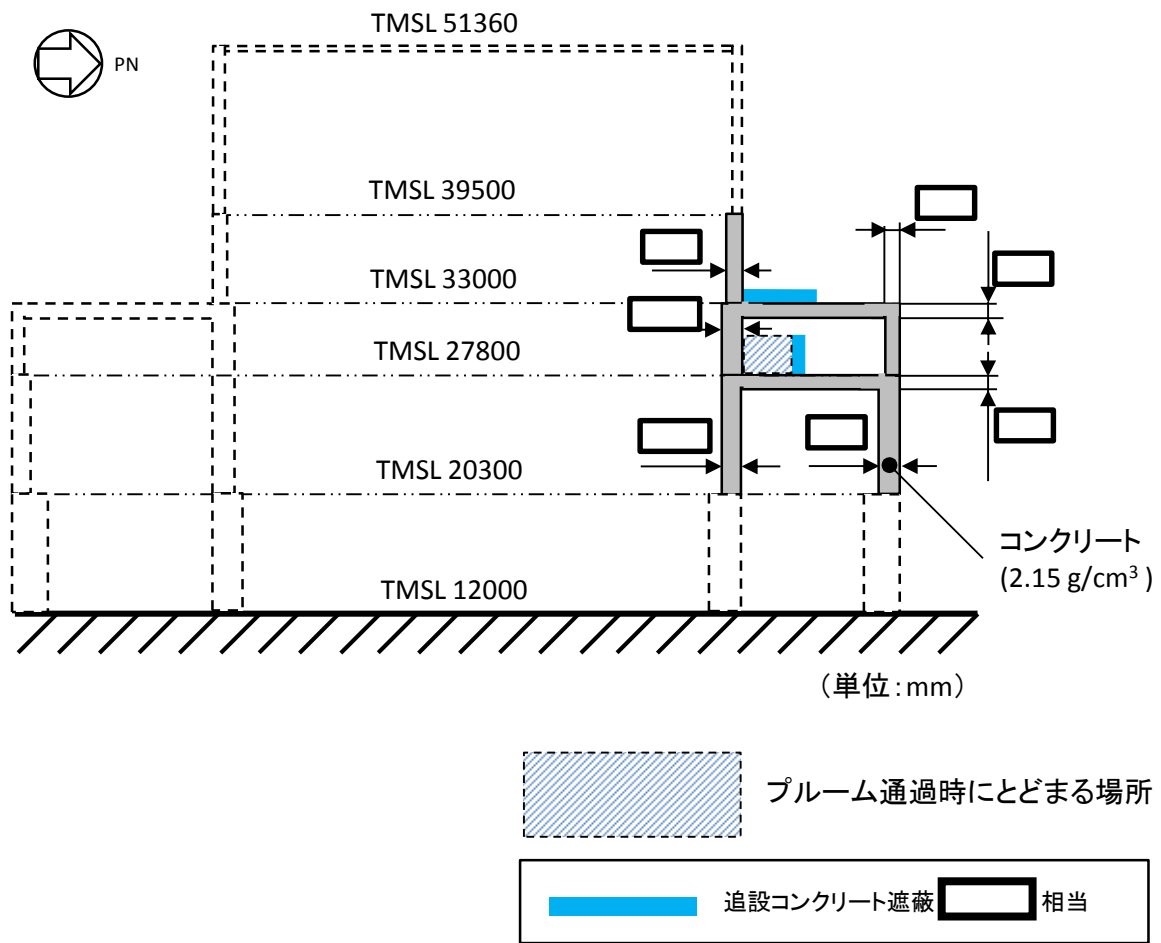 TMSL 51360
PN
TMSL 39500
TMSL 33000
TMSL 27800
TMSL 20300
コンクリート
(2.15 g/cm³ )
TMSL 12000
（単位：mm）
プルーム通過時にとどまる場所
追設コンクリート遮蔽 相当